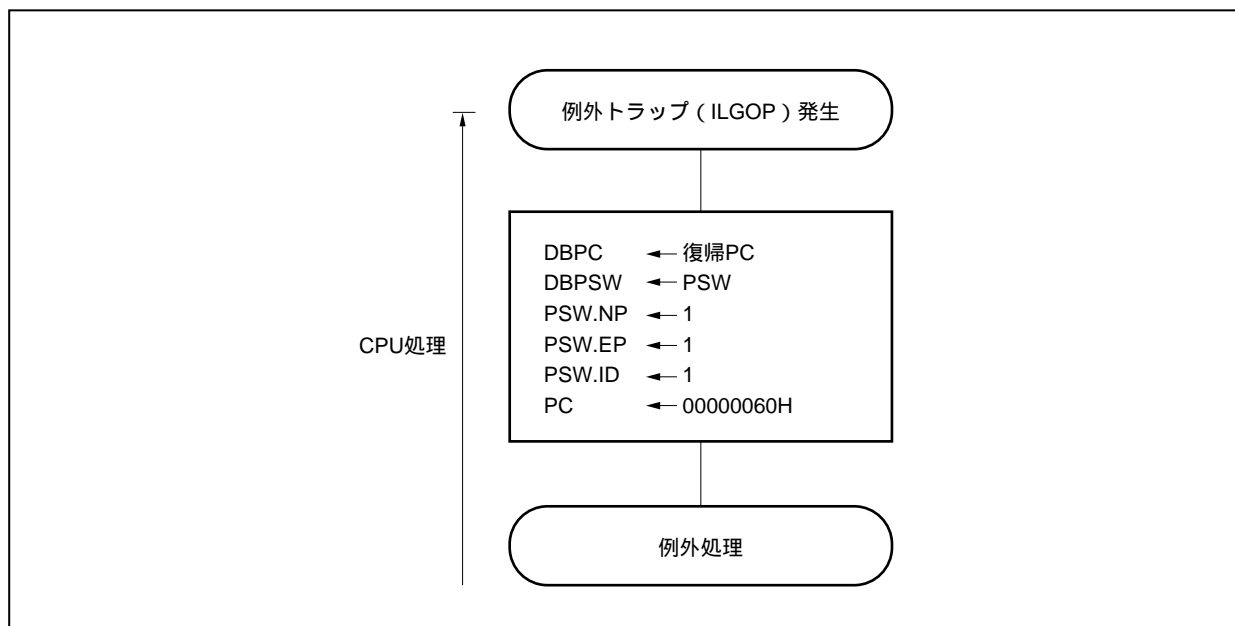 例外トラップ（ILGOP）発生
DBPC ← 復帰PC
DBPSW ← PSW
PSW.NP ← 1
PSW.EP ← 1
PSW.ID ← 1
PC ← 00000060H
CPU処理
例外処理